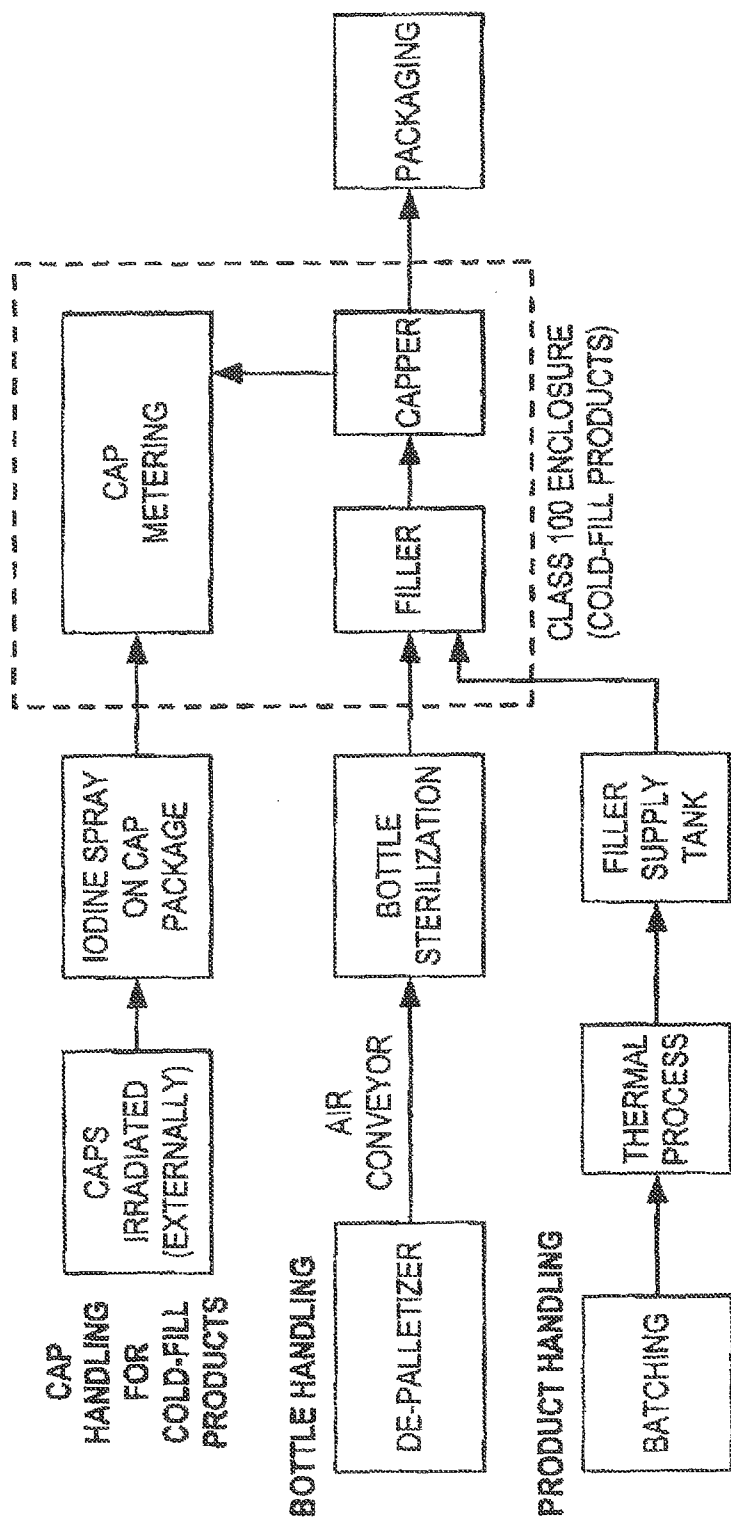 CAP
HANDLING
FOR
COLD-FILL
PRODUCTS
CAPS
IRRADIATED
(EXTERNALLY)
IODINE SPRAY
ON CAP
PACKAGE
CAP
METERING
BOTTLE HANDLING
DE-PALLETIZER
AIR
CONVEYOR
BOTTLE
STERILIZATION
FILLER
CAPPER
PACKAGING
CLASS 100 ENCLOSURE
(COLD-FILL PRODUCTS)
PRODUCT HANDLING
BATCHING
THERMAL
PROCESS
FILLER
SUPPLY
TANK